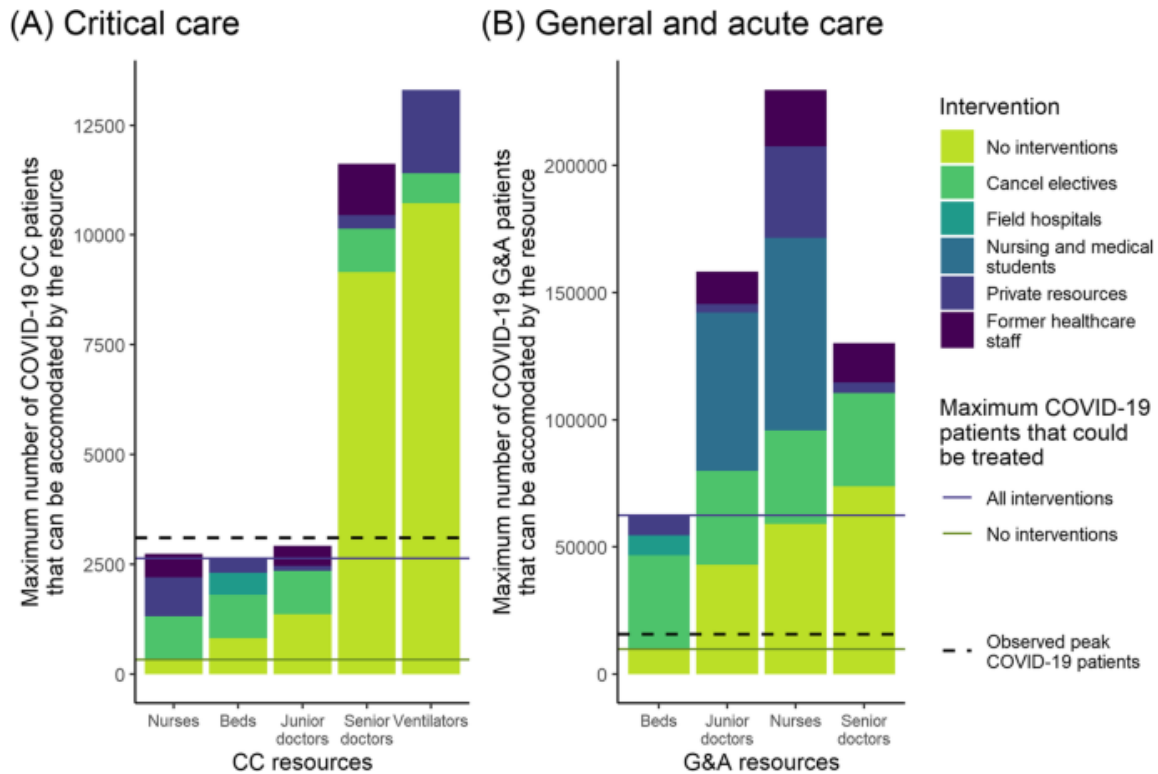 (A) Critical care
(B) General and acute care
Maximum number of COVID-19 CC patients
that can be accomodated by the resource
12500
10000
7500
5000
2500
0
Nurses
Beds
Junior
doctors
Senior
doctors
Ventilators
CC resources
Maximum number of COVID-19 G&A patients
that can be accomodated by the resource
200000
150000
100000
50000
0
Beds
Junior
doctors
Nurses
Senior
doctors
G&A resources
Intervention
No interventions
Cancel electives
Field hospitals
Nursing and medical
students
Private resources
Former healthcare
staff
Maximum COVID-19
patients that could
be treated
All interventions
No interventions
Observed peak
COVID-19 patients